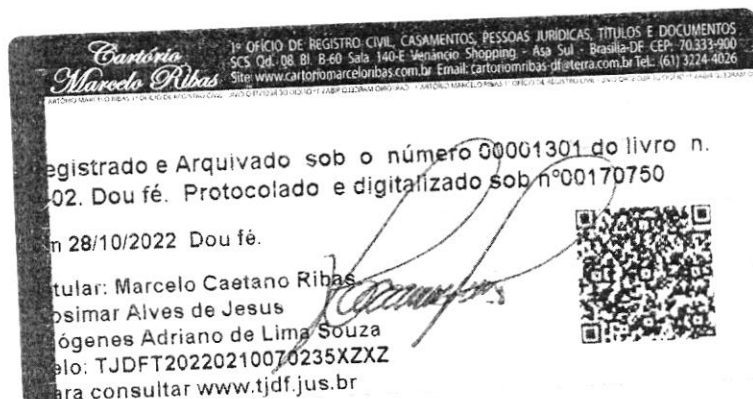 Cartório
Marcelo Ribas
1º OFÍCIO DE REGISTRO CIVIL, CASAMENTOS, PESSOAS JURÍDICAS, TÍTULOS E DOCUMENTOS
SCS Qd. 08 Bl. B-60 Sala 140-E Venâncio Shopping - Asa Sul - Brasília-DF CEP: 70.333-900
Site: www.cartoriomarceloribas.com.br Email: cartoriomribas-df@terra.com.br Tel.: (61) 3224-4026
egistrado e Arquivado sob o número 00001301 do livro n.
-02. Dou fé. Protocolado e digitalizado sob nº00170750
m 28/10/2022 Dou fé.
tular: Marcelo Caetano Ribas
osimar Alves de Jesus
ógenes Adriano de Lima Souza
elo: TJDFT20220210070235XZXZ
ara consultar www.tjdf.jus.br